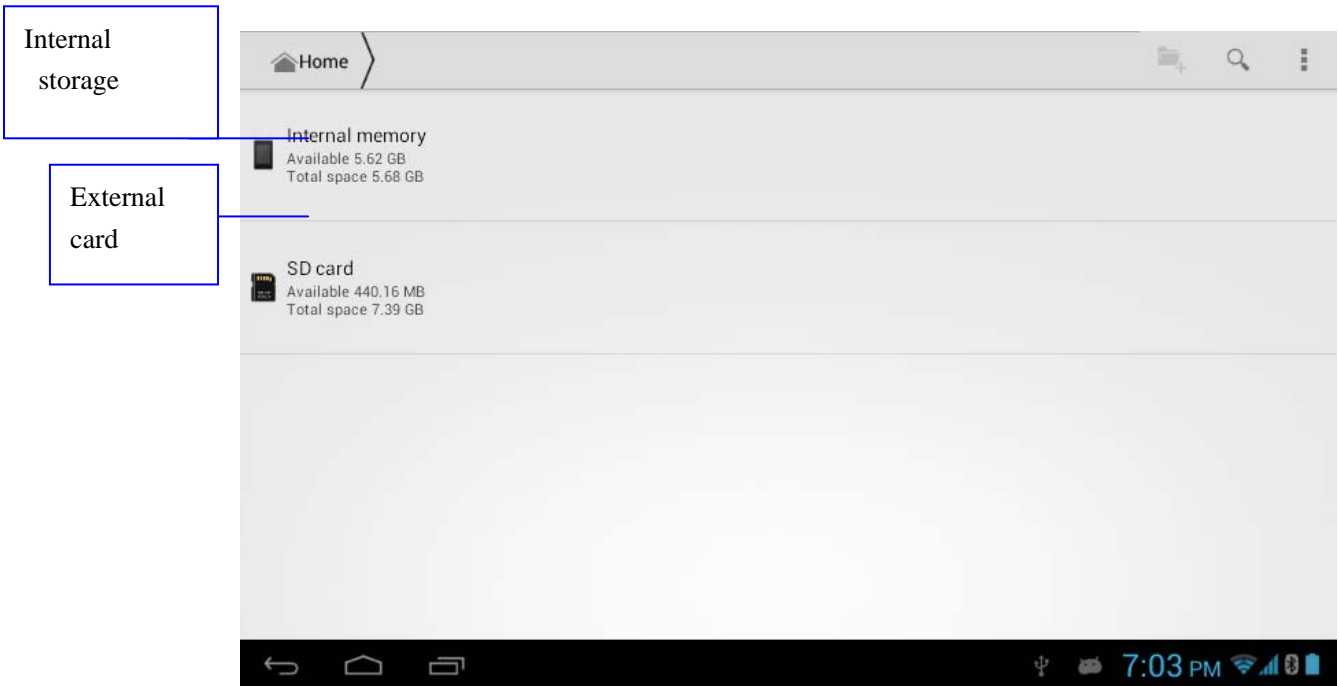 Internal
storage
External
card
Home
Internal memory
Available 5.62 GB
Total space 5.68 GB
SD card
Available 440.16 MB
Total space 7.39 GB
7:03 PM